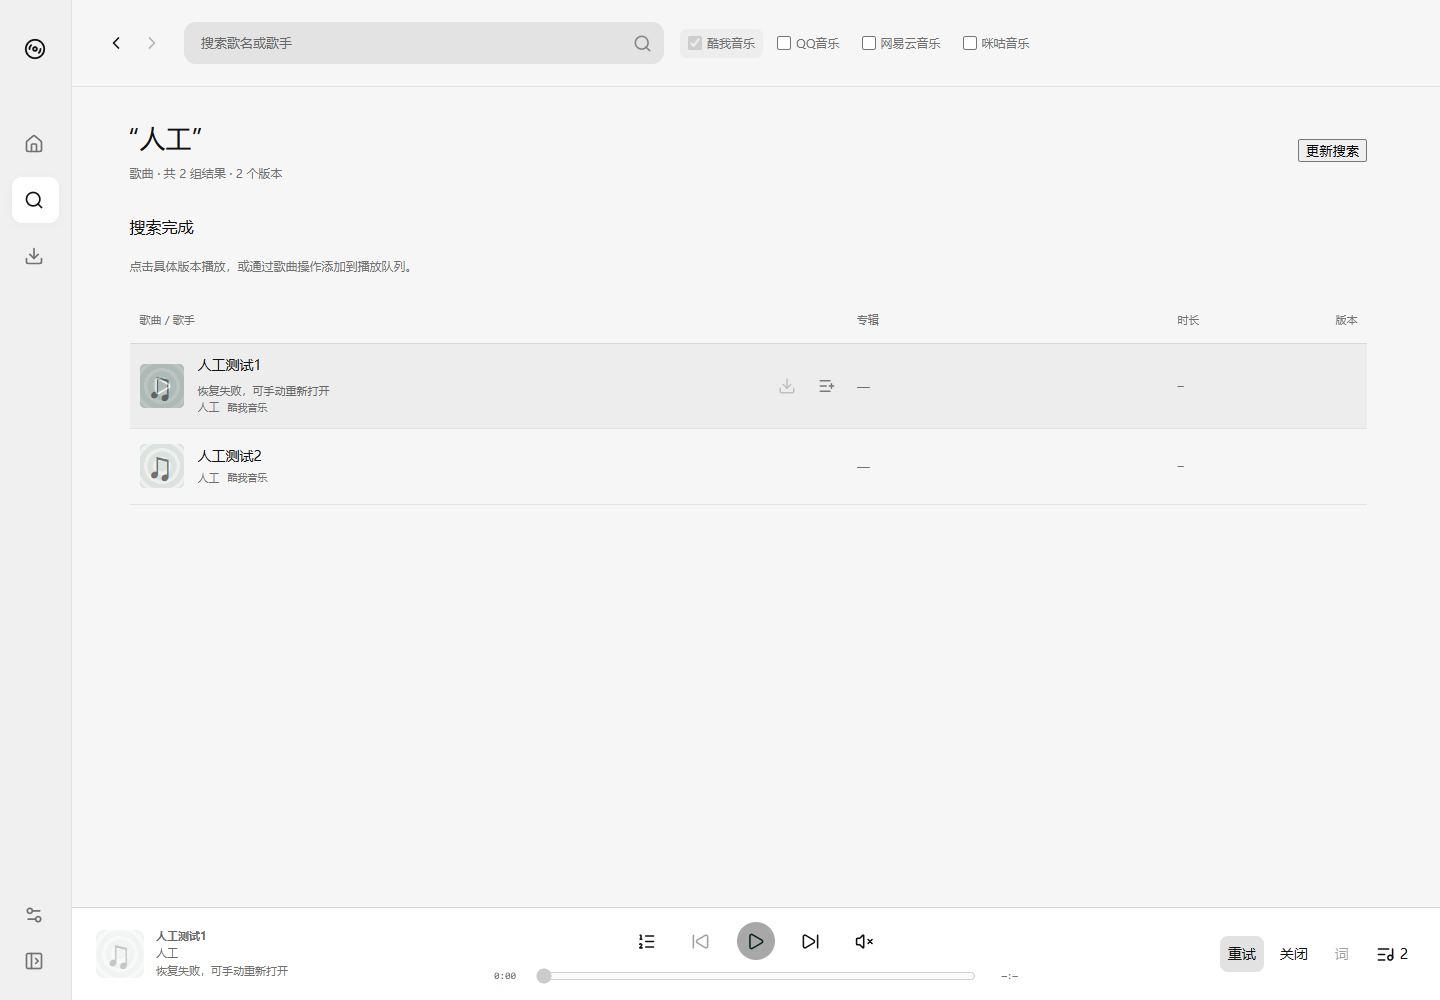 搜索歌名或歌手
酷我音乐
QQ音乐
网易云音乐
咪咕音乐
“人工”
更新搜索
歌曲 · 共 2 组结果 · 2 个版本
搜索完成
点击具体版本播放，或通过歌曲操作添加到播放队列。
歌曲 / 歌手
专辑
时长
版本
人工测试1
恢复失败，可手动重新打开
人工 酷我音乐
—
–
人工测试2
人工 酷我音乐
—
–
人工测试1
人工
恢复失败，可手动重新打开
0:00
–:–
重试
关闭
词
2